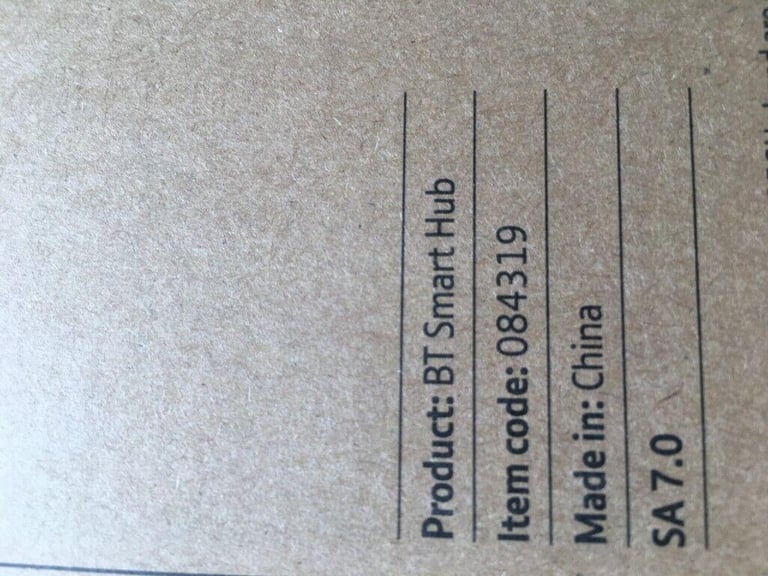 Product: BT Smart Hub
Item code: 084319
Made in: China
SA 7.0